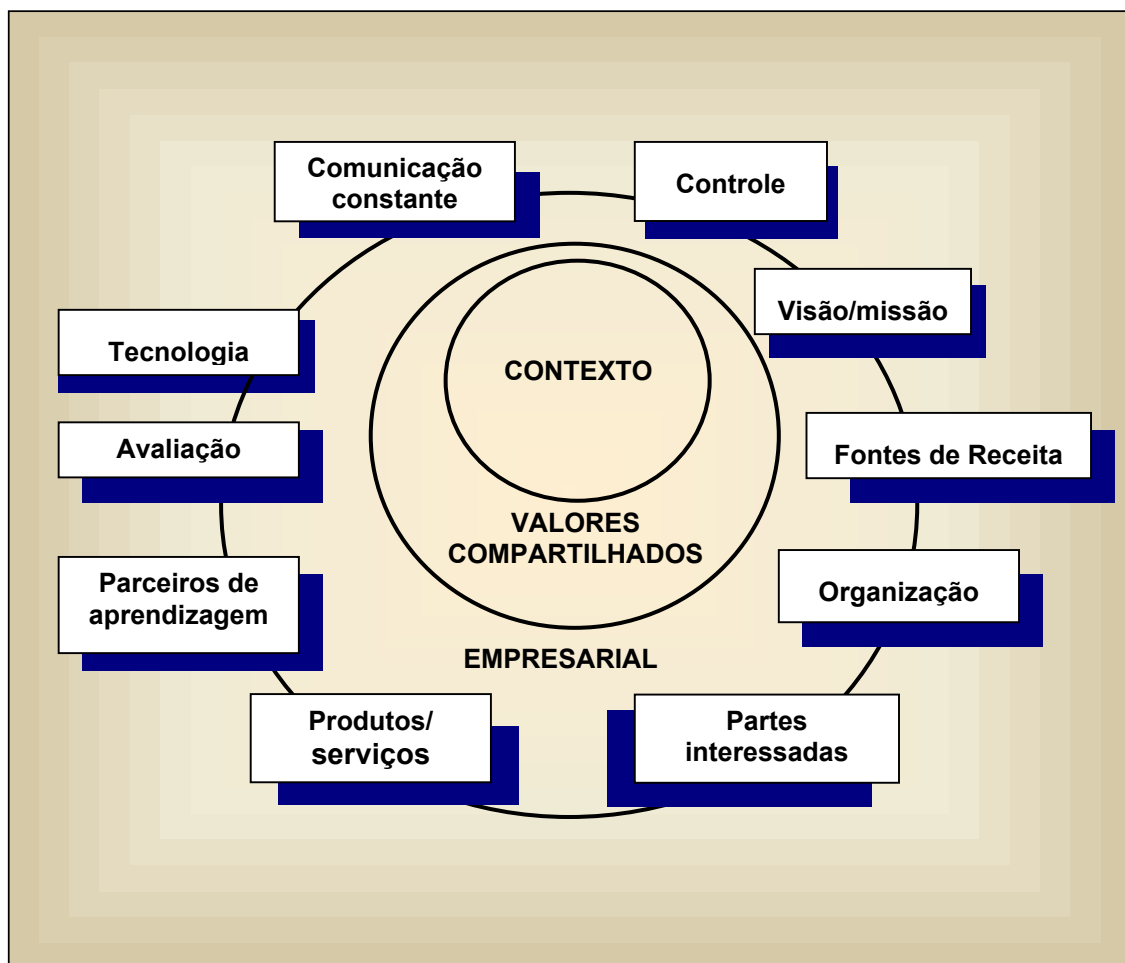 Comunicação
constante
Controle
Visão/missão
Tecnologia
CONTEXTO
Avaliação
Fontes de Receita
VALORES
COMPARTILHADOS
Parceiros de
aprendizagem
Organização
EMPRESARIAL
Produtos/
serviços
Partes
interessadas